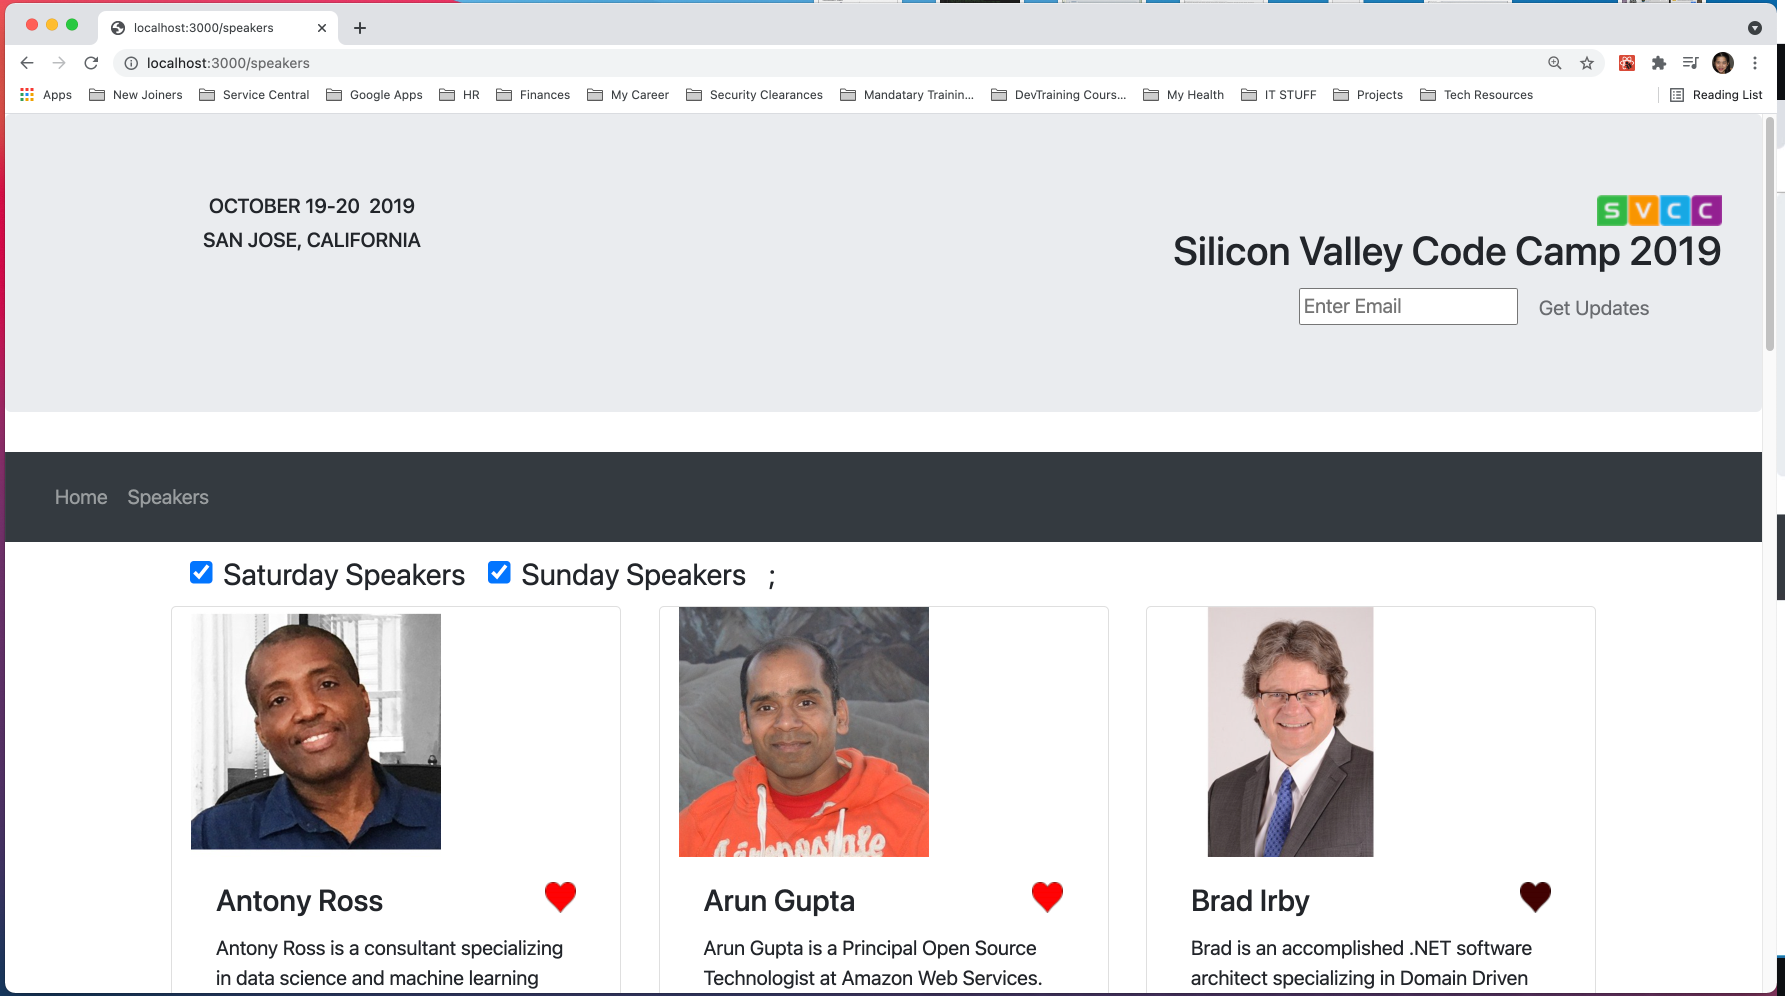 localhost:3000/speakers
localhost:3000/speakers
Apps New Joiners Service Central Google Apps HR Finances My Career Security Clearances Mandatary Trainin... DevTraining Cours... My Health IT STUFF Projects Tech Resources Reading List
OCTOBER 19-20 2019
SAN JOSE, CALIFORNIA
SVCC
Silicon Valley Code Camp 2019
Enter Email Get Updates
Home Speakers
Saturday Speakers Sunday Speakers ;
Antony Ross
Antony Ross is a consultant specializing
in data science and machine learning
Arun Gupta
Arun Gupta is a Principal Open Source
Technologist at Amazon Web Services.
Brad Irby
Brad is an accomplished .NET software
architect specializing in Domain Driven